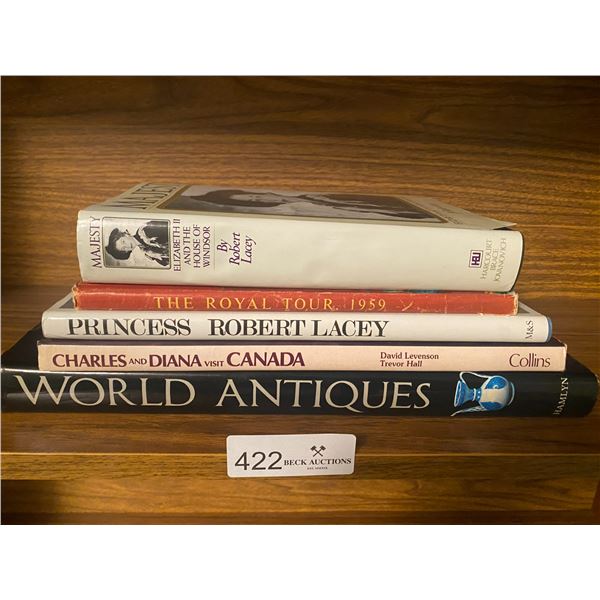 MAJESTY
ELIZABETH II
AND THE
HOUSE OF
WINDSOR
By
Robert
Lacey
HBJ
HARCOURT
BRACE
JOVANOVICH
THE ROYAL TOUR, 1959
PRINCESS ROBERT LACEY
M&S
CHARLES AND DIANA VISIT CANADA
David Levenson
Trevor Hall
Collins
WORLD ANTIQUES
HAMLYN
422
BECK AUCTIONS